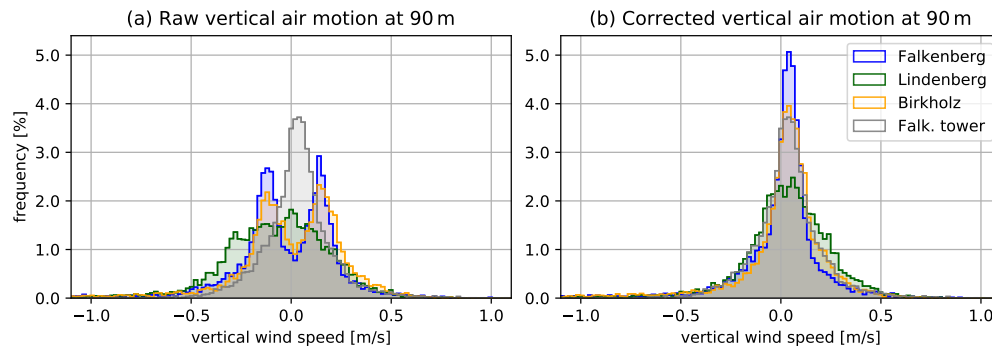 (a) Raw vertical air motion at 90 m
(b) Corrected vertical air motion at 90 m
frequency [%]
5.0
4.0
3.0
2.0
1.0
0.0
−1.0 −0.5 0.0 0.5 1.0
vertical wind speed [m/s]
5.0
4.0
3.0
2.0
1.0
0.0
−1.0 −0.5 0.0 0.5 1.0
vertical wind speed [m/s]
Falkenberg
Lindenberg
Birkholz
Falk. tower